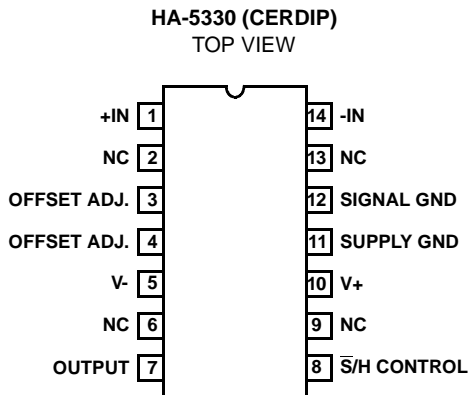 HA-5330 (CERDIP)
TOP VIEW
+IN 1 14 -IN
NC 2 13 NC
OFFSET ADJ. 3 12 SIGNAL GND
OFFSET ADJ. 4 11 SUPPLY GND
V- 5 10 V+
NC 6 9 NC
OUTPUT 7 8 S̅/H CONTROL